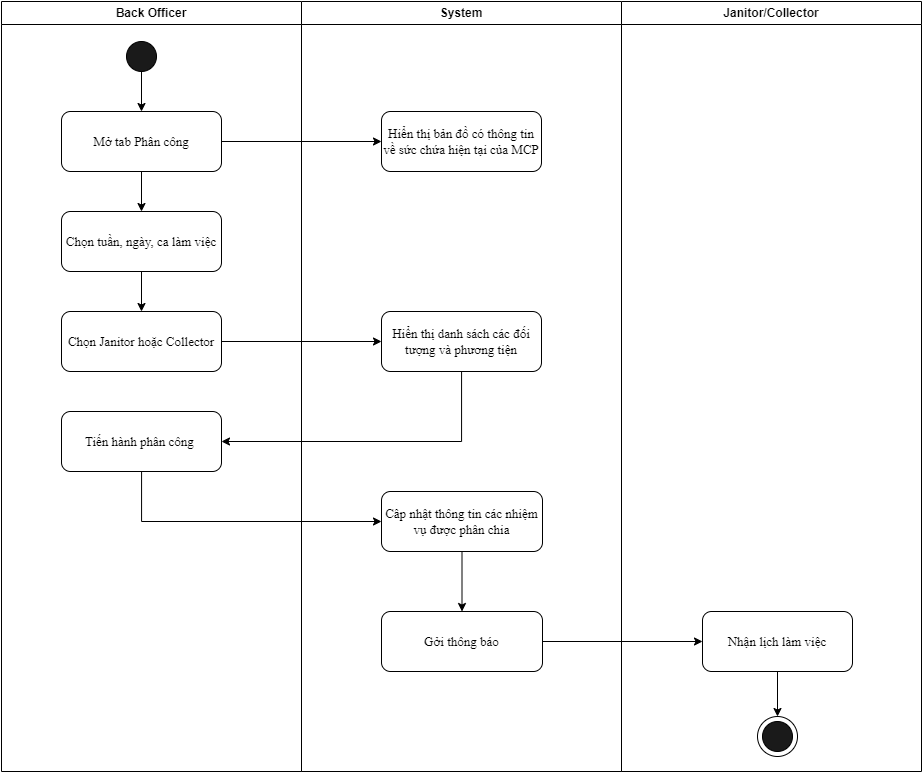 Back Officer
System
Janitor/Collector
Mở tab Phân công
Hiển thị bản đồ có thông tin
về sức chứa hiện tại của MCP
Chọn tuần, ngày, ca làm việc
Chọn Janitor hoặc Collector
Hiển thị danh sách các đối
tượng và phương tiện
Tiến hành phân công
Câp nhật thông tin các nhiệm
vụ được phân chia
Gởi thông báo
Nhận lịch làm việc